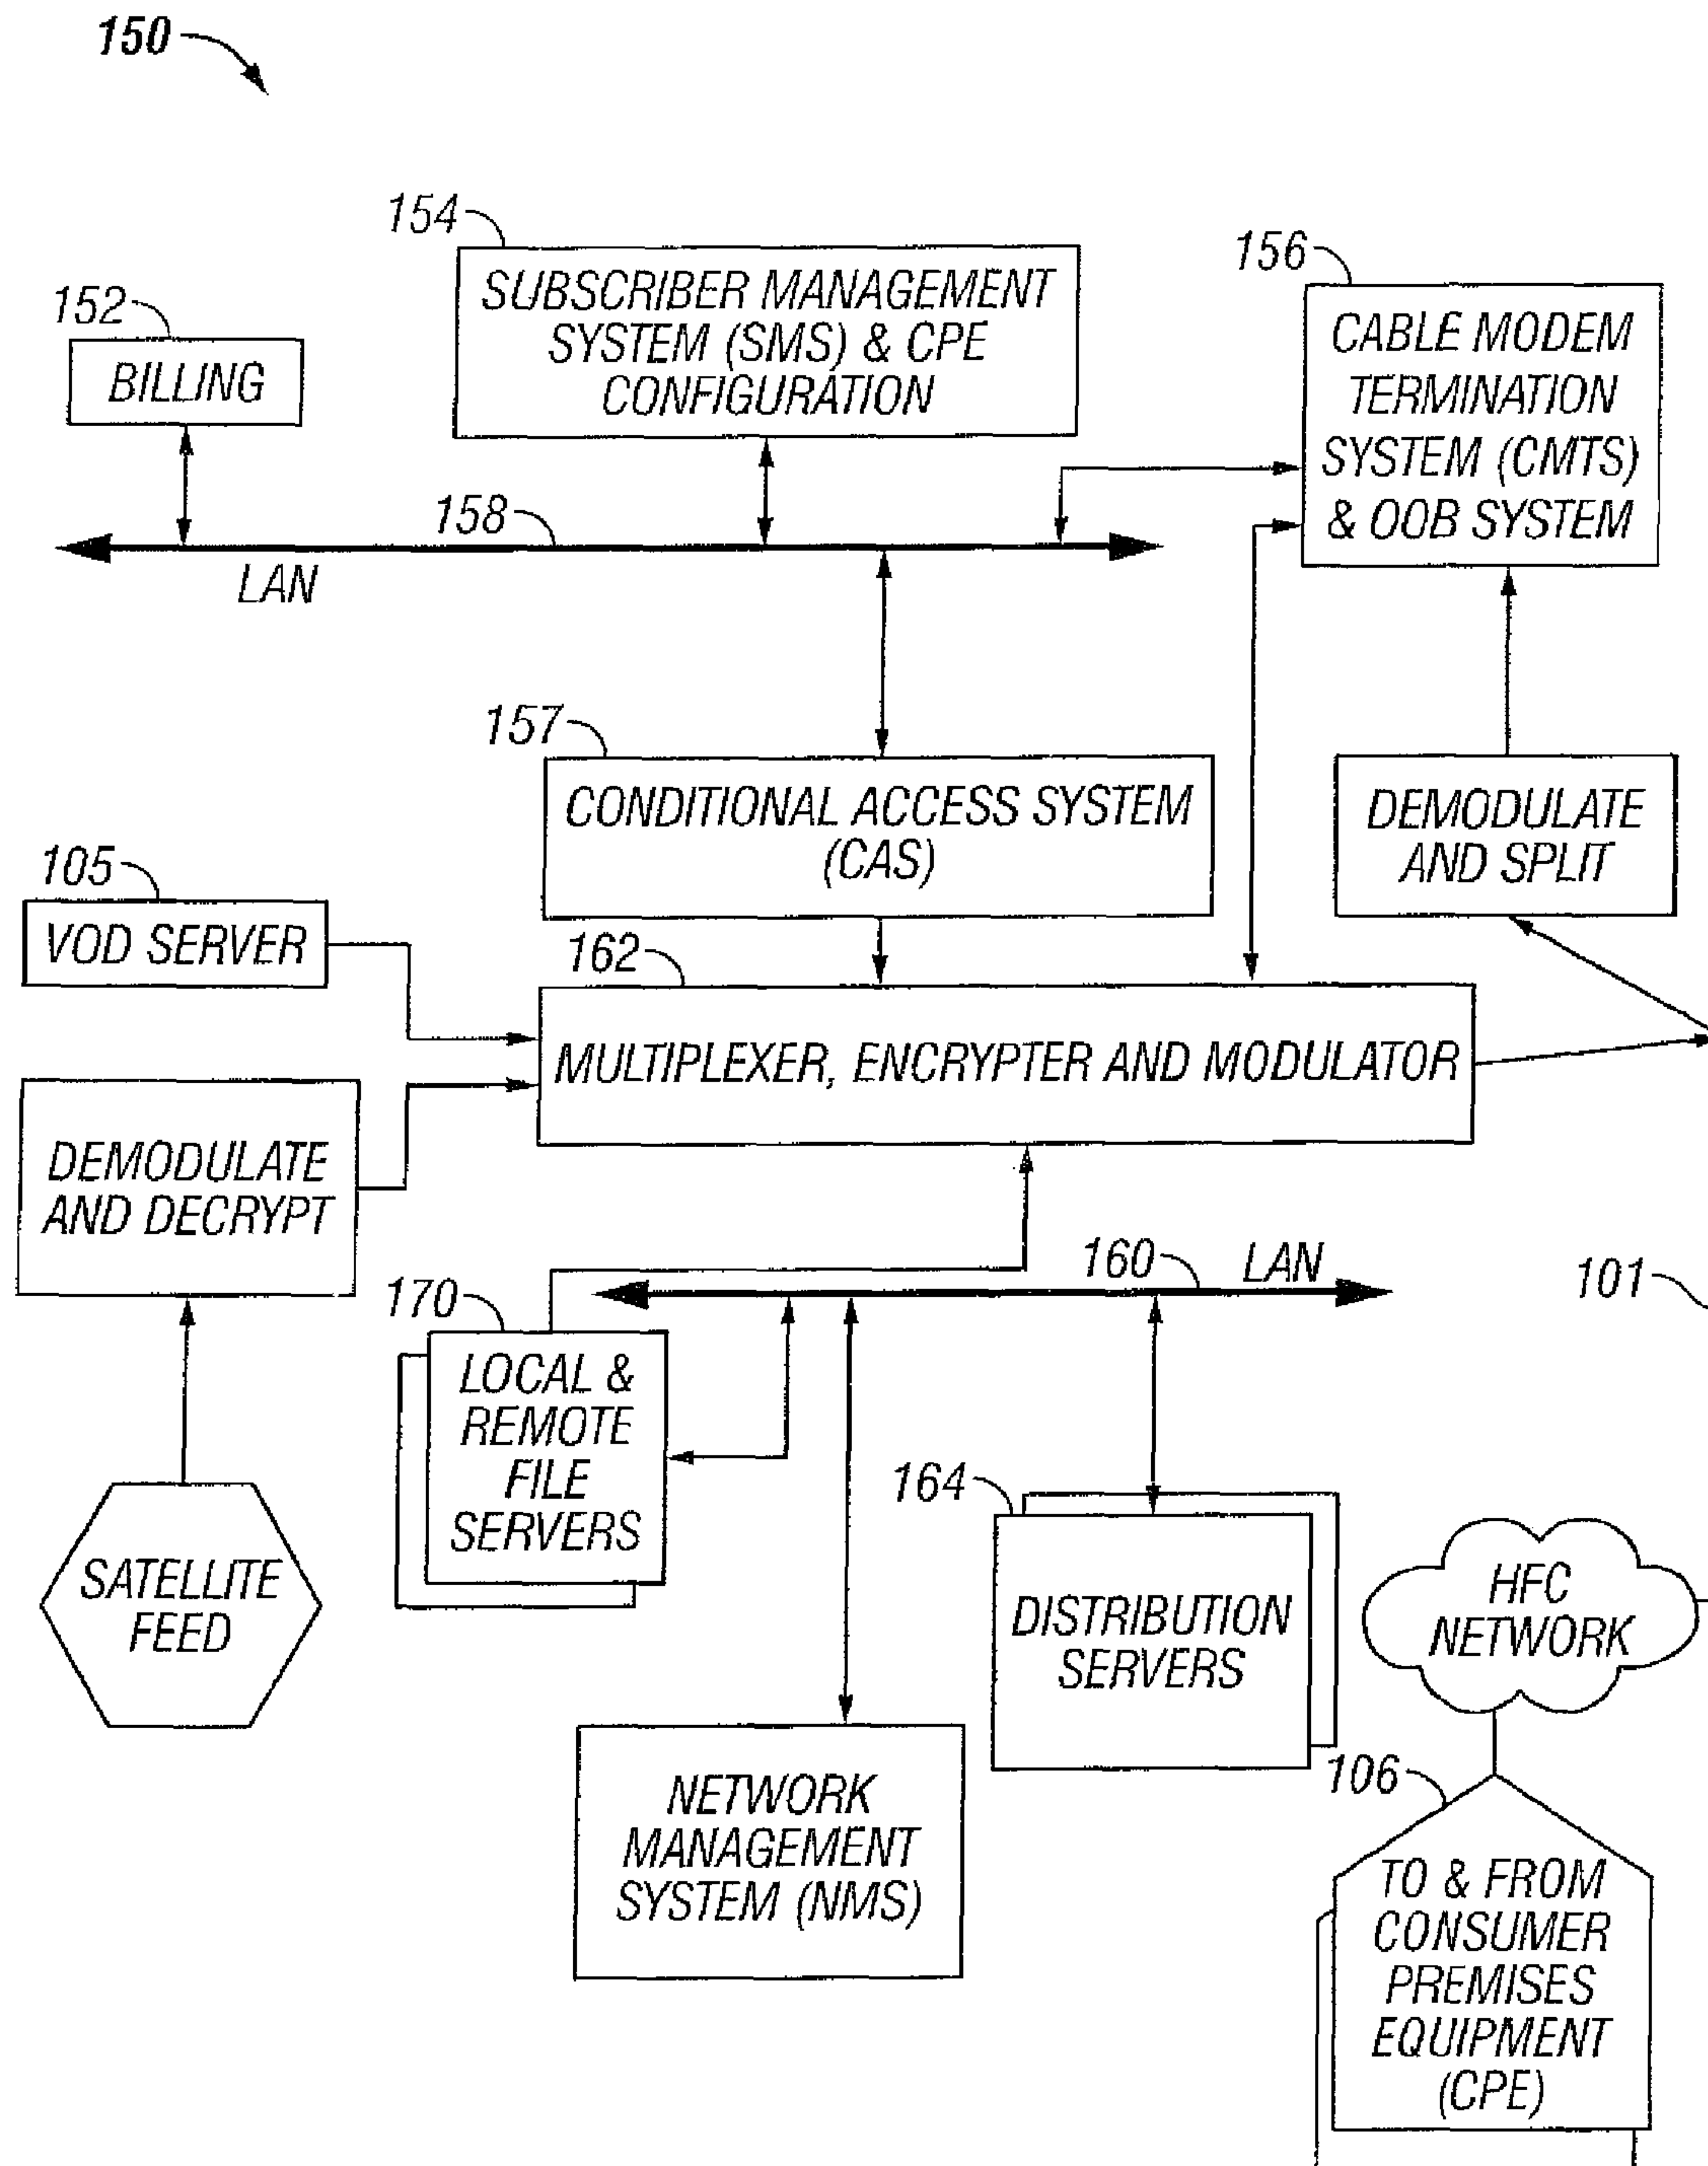 150
154
SUBSCRIBER MANAGEMENT
SYSTEM (SMS) & CPE
CONFIGURATION
156
CABLE MODEM
TERMINATION
SYSTEM (CMTS)
& OOB SYSTEM
152
BILLING
158
LAN
157
CONDITIONAL ACCESS SYSTEM
(CAS)
DEMODULATE
AND SPLIT
105
VOD SERVER
162
MULTIPLEXER, ENCRYPTER AND MODULATOR
DEMODULATE
AND DECRYPT
160
LAN
101
170
LOCAL &
REMOTE
FILE
SERVERS
164
DISTRIBUTION
SERVERS
SATELLITE
FEED
HFC
NETWORK
NETWORK
MANAGEMENT
SYSTEM (NMS)
106
TO & FROM
CONSUMER
PREMISES
EQUIPMENT
(CPE)